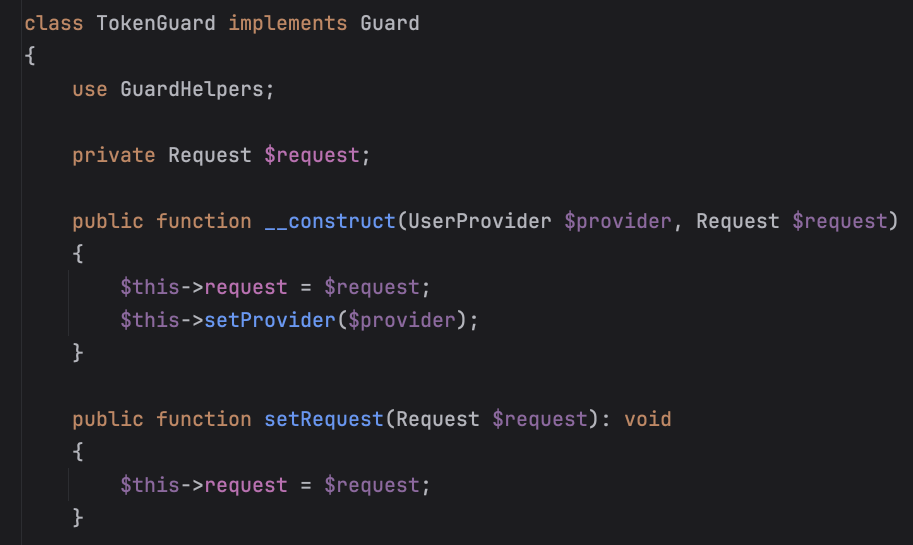 class TokenGuard implements Guard
{
    use GuardHelpers;

    private Request $request;

    public function __construct(UserProvider $provider, Request $request)
    {
        $this->request = $request;
        $this->setProvider($provider);
    }

    public function setRequest(Request $request): void
    {
        $this->request = $request;
    }